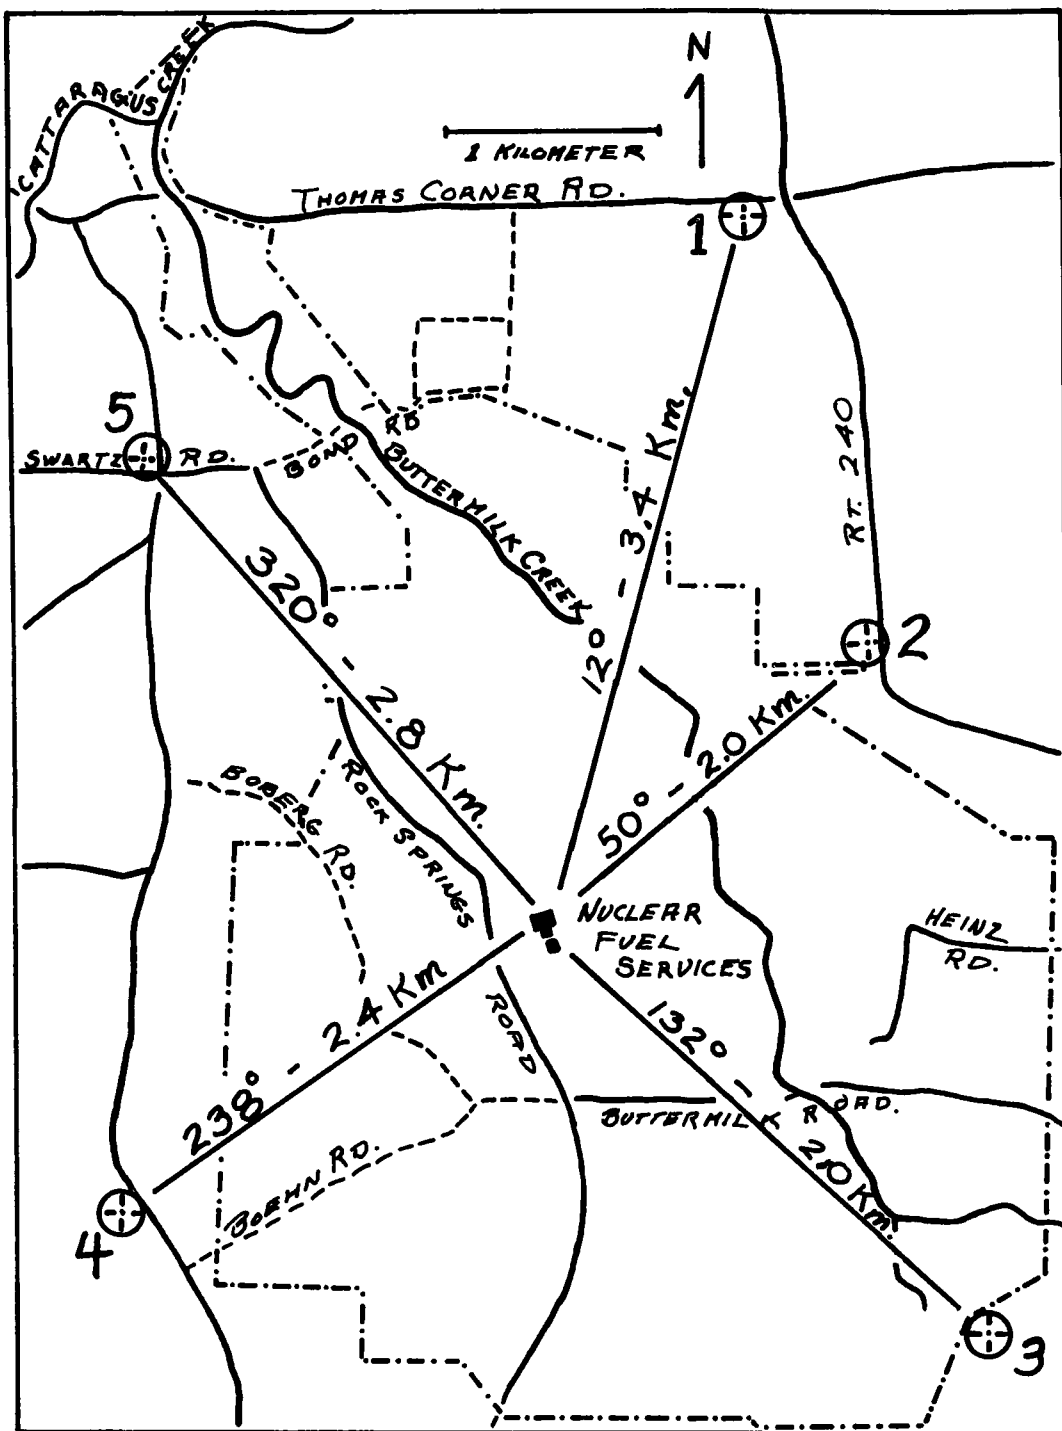 N
CATTARAGUS CREEK
1 KILOMETER
THOMAS CORNER RD.
1
5
SWARTZ RD.
BOND RD
BUTTERMILK CREEK
RT. 240
12° - 3.4 Km.
320° - 2.8 Km.
2
50° - 2.0 Km.
BOBERG RD.
ROCK SPRINGS ROAD
NUCLEAR
FUEL
SERVICES
HEINZ
RD.
238° - 2.4 Km
132° - 2.0 Km.
BUTTERMILK ROAD.
BOEHN RD.
4
3